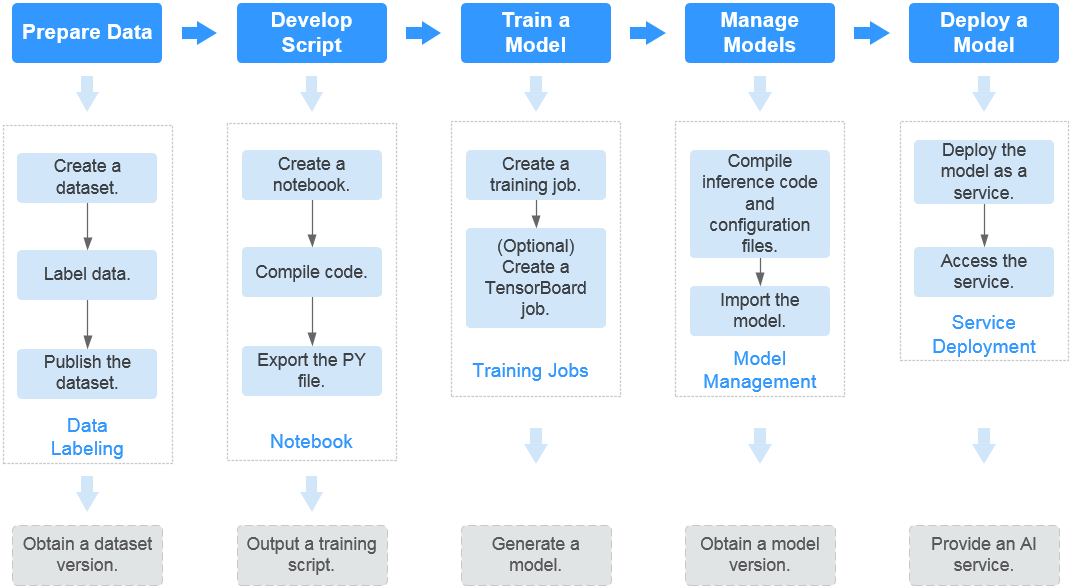 Prepare Data
Develop
Script
Train a
Model
Manage
Models
Deploy a
Model
Create a
dataset.
Label data.
Publish the
dataset.
Data
Labeling
Obtain a dataset
version.
Create a
notebook.
Compile code.
Export the PY
file.
Notebook
Output a training
script.
Create a
training job.
(Optional)
Create a
TensorBoard
job.
Training Jobs
Generate a
model.
Compile
inference code
and
configuration
files.
Import the
model.
Model
Management
Obtain a model
version.
Deploy the
model as a
service.
Access the
service.
Service
Deployment
Provide an AI
service.